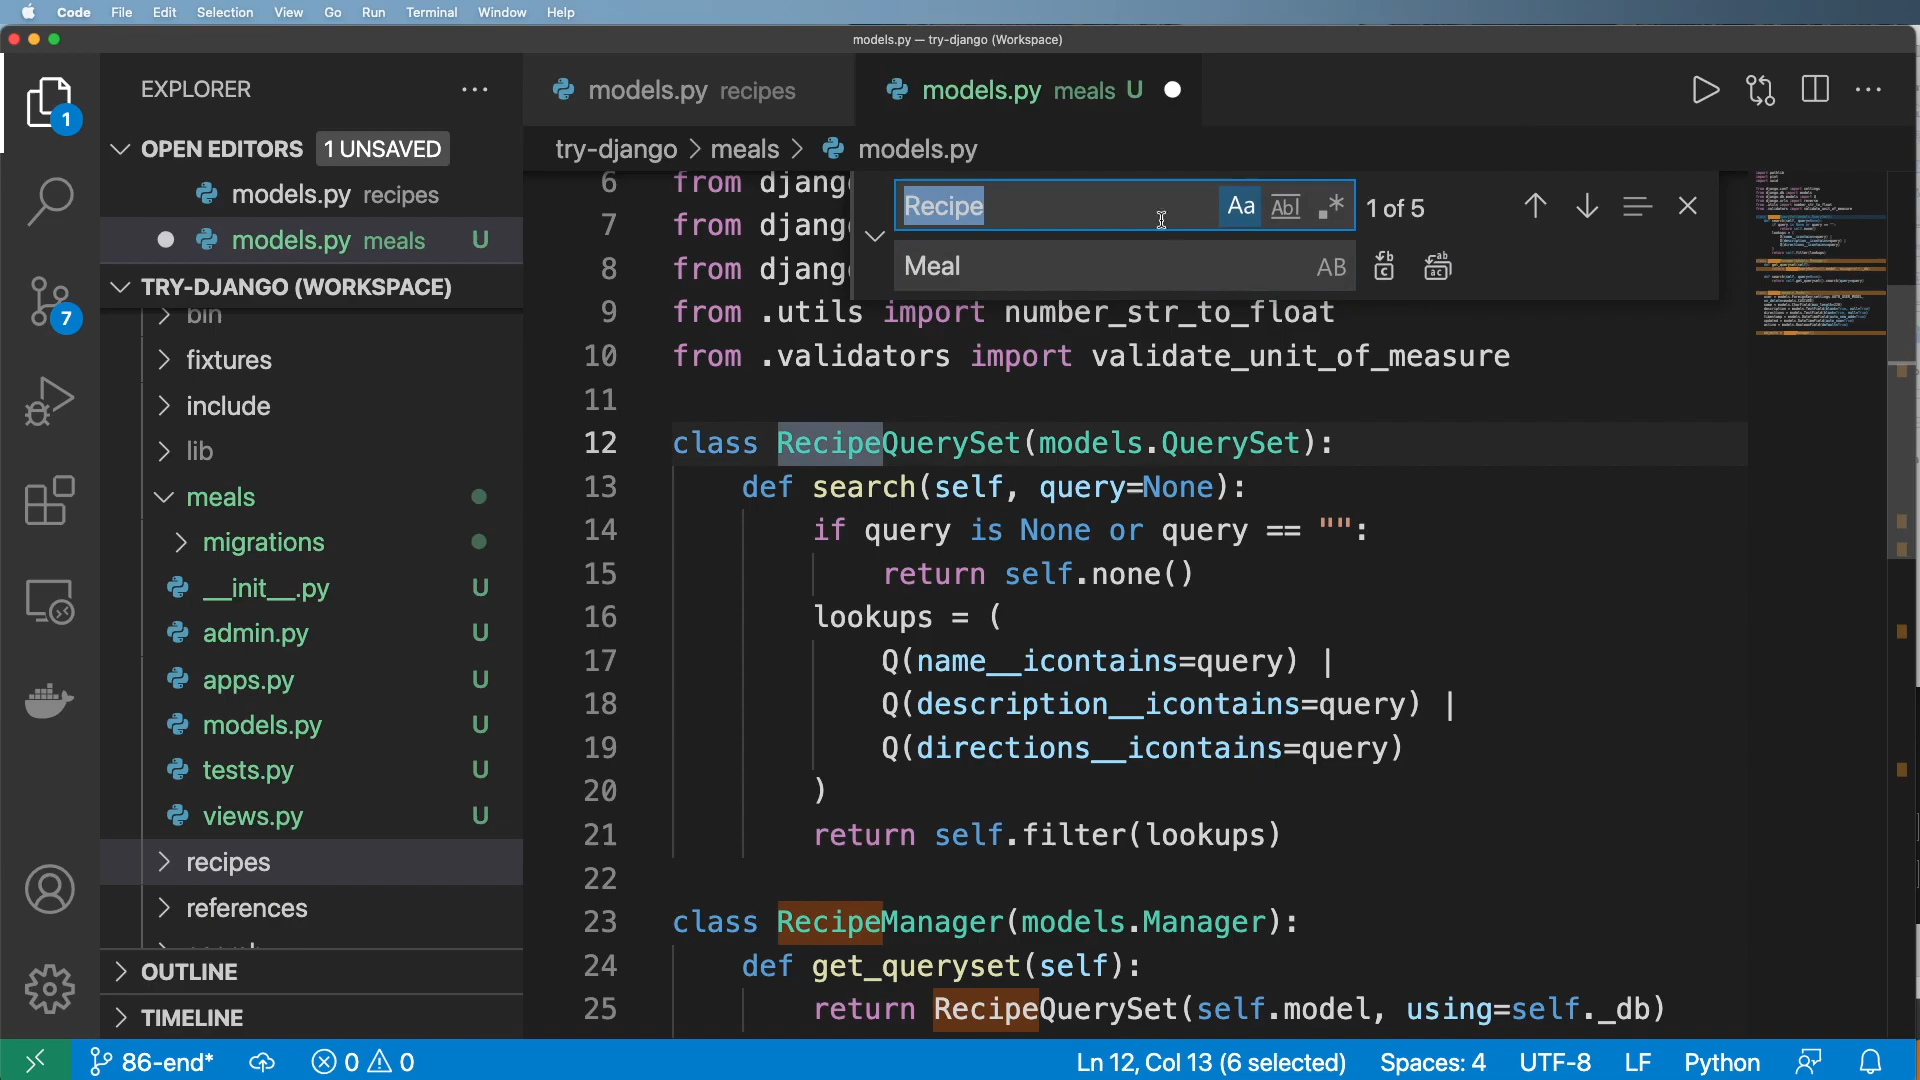 Code File Edit Selection View Go Run Terminal Window Help
models.py — try-django (Workspace)
EXPLORER
models.py recipes
models.py meals U
OPEN EDITORS 1 UNSAVED
models.py recipes
models.py meals U
TRY-DJANGO (WORKSPACE)
bin
fixtures
include
lib
meals
migrations
__init__.py U
admin.py U
apps.py U
models.py U
tests.py U
views.py U
recipes
references
OUTLINE
TIMELINE
1
7
try-django > meals > models.py
Recipe Aa Abl .* 1 of 5
Meal AB
6 from djang
7 from djang
8 from djang
9 from .utils import number_str_to_float
10 from .validators import validate_unit_of_measure
11
12 class RecipeQuerySet(models.QuerySet):
13 def search(self, query=None):
14 if query is None or query == "":
15 return self.none()
16 lookups = (
17 Q(name__icontains=query) |
18 Q(description__icontains=query) |
19 Q(directions__icontains=query)
20 )
21 return self.filter(lookups)
22
23 class RecipeManager(models.Manager):
24 def get_queryset(self):
25 return RecipeQuerySet(self.model, using=self._db)
86-end* 0 0 Ln 12, Col 13 (6 selected) Spaces: 4 UTF-8 LF Python